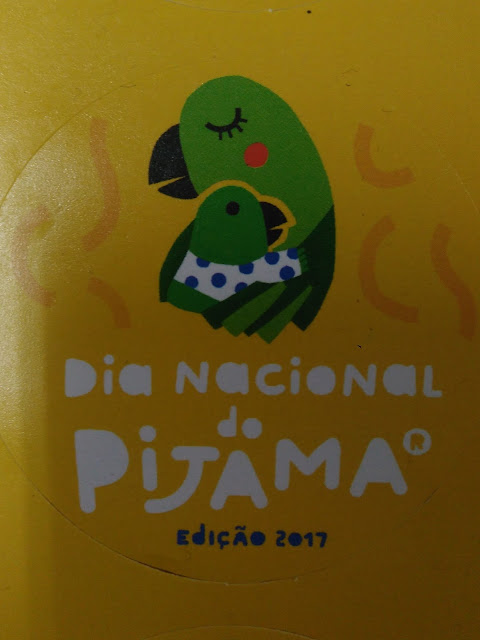 Dia Nacional
do
Pijama®
Edição 2017